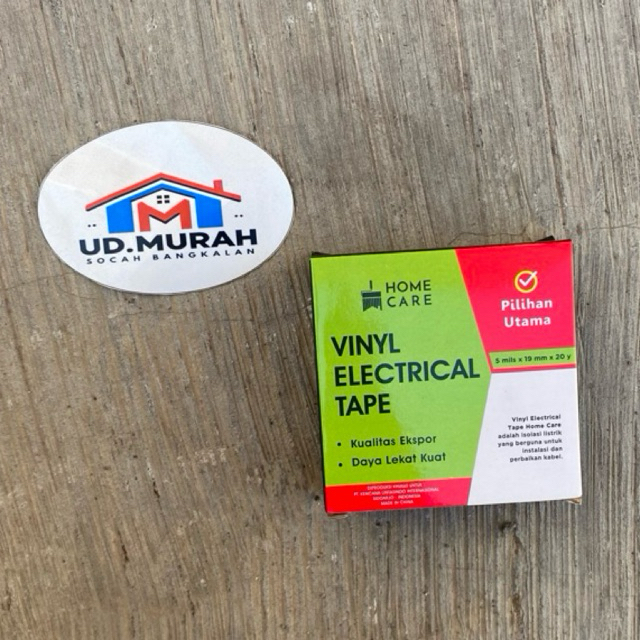 M
UD.MURAH
SOCAH BANGKALAN
HOME
CARE
Pilihan
Utama
5 mils x 19 mm x 20 y
VINYL
ELECTRICAL
TAPE
• Kualitas Ekspor
• Daya Lekat Kuat
Vinyl Electrical
Tape Home Care
adalah isolasi listrik
yang berguna untuk
instalasi dan
perbaikan kabel.
INDONESIA
MADE IN CHINA